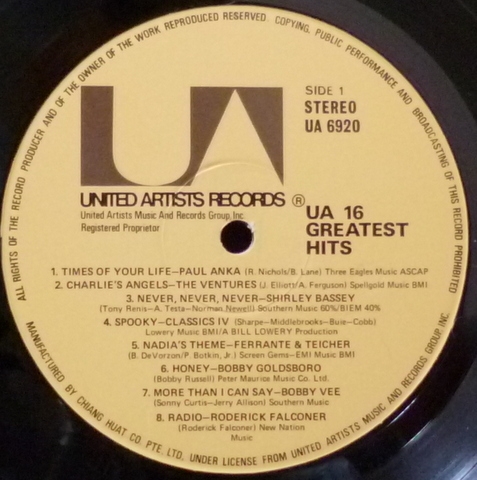 ALL RIGHTS OF THE RECORD PRODUCER AND OF THE OWNER OF THE WORK REPRODUCED RESERVED. COPYING, PUBLIC PERFORMANCE AND BROADCASTING OF THIS RECORD PROHIBITED
UA
SIDE 1
STEREO
UA 6920
UNITED ARTISTS RECORDS ®
United Artists Music And Records Group, Inc.
Registered Proprietor
UA 16
GREATEST
HITS
1. TIMES OF YOUR LIFE—PAUL ANKA (R. Nichols/B. Lane) Three Eagles Music ASCAP
2. CHARLIE'S ANGELS—THE VENTURES (J. Elliott/A. Ferguson) Spellgold Music BMI
3. NEVER, NEVER, NEVER—SHIRLEY BASSEY
(Tony Renis—A. Testa—Norman Newell) Southern Music 60%/BIEM 40%
4. SPOOKY—CLASSICS IV (Sharpe—Middlebrooks—Buie—Cobb)
Lowery Music BMI/A BILL LOWERY Production
5. NADIA'S THEME—FERRANTE & TEICHER
(B. DeVorzon/P. Botkin, Jr.) Screen Gems—EMI Music BMI
6. HONEY—BOBBY GOLDSBORO
(Bobby Russell) Peter Maurice Music Co. Ltd.
7. MORE THAN I CAN SAY—BOBBY VEE
(Sonny Curtis—Jerry Allison) Southern Music
8. RADIO—RODERICK FALCONER
(Roderick Falconer) New Nation
Music
MANUFACTURED BY CHIANG HUAT CO PTE. LTD. UNDER LICENSE FROM UNITED ARTISTS MUSIC AND RECORDS GROUP, INC.